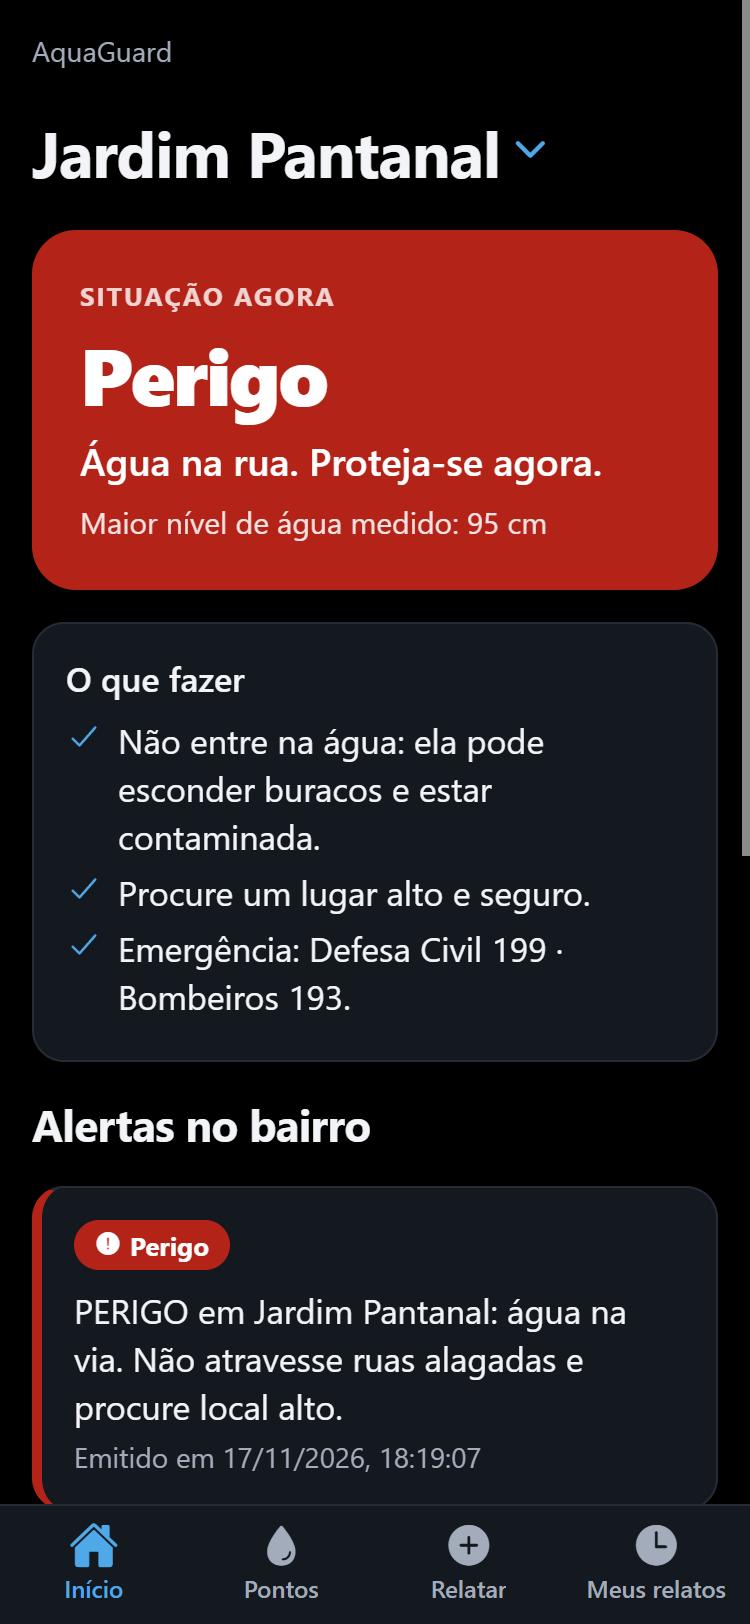 AquaGuard
Jardim Pantanal
SITUAÇÃO AGORA
Perigo
Água na rua. Proteja-se agora.
Maior nível de água medido: 95 cm
O que fazer
Não entre na água: ela pode
esconder buracos e estar
contaminada.
Procure um lugar alto e seguro.
Emergência: Defesa Civil 199 ·
Bombeiros 193.
Alertas no bairro
Perigo
PERIGO em Jardim Pantanal: água na
via. Não atravesse ruas alagadas e
procure local alto.
Emitido em 17/11/2026, 18:19:07
Início
Pontos
Relatar
Meus relatos